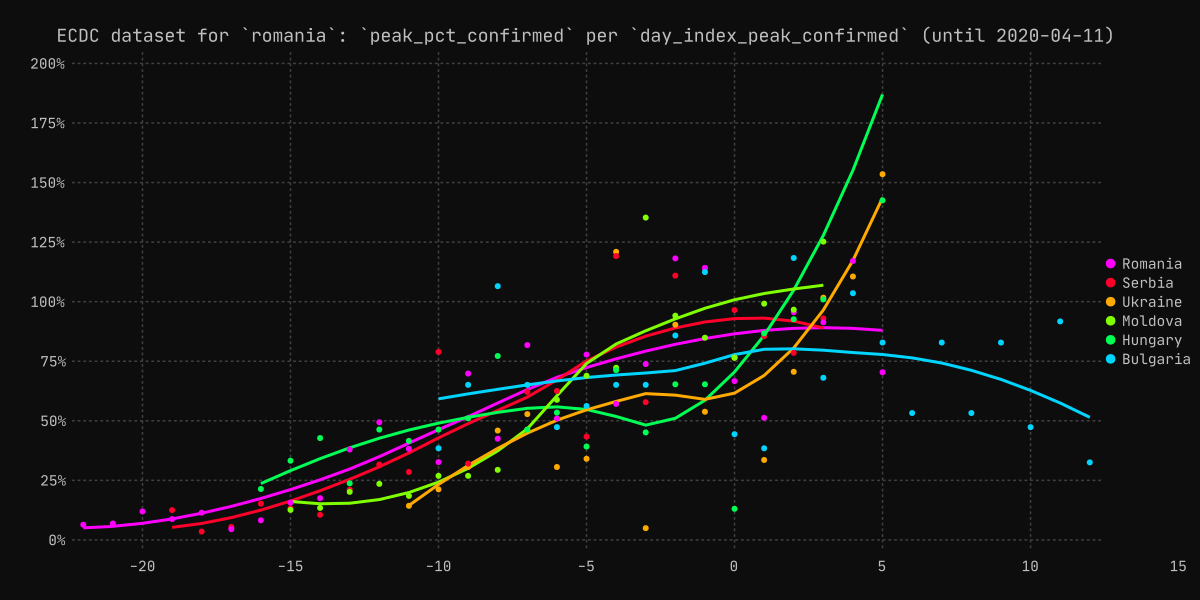 ECDC dataset for `romania`: `peak_pct_confirmed` per `day_index_peak_confirmed` (until 2020-04-11)
200%
175%
150%
125%
100%
75%
50%
25%
0%
-20
-15
-10
-5
0
5
10
15
Romania
Serbia
Ukraine
Moldova
Hungary
Bulgaria